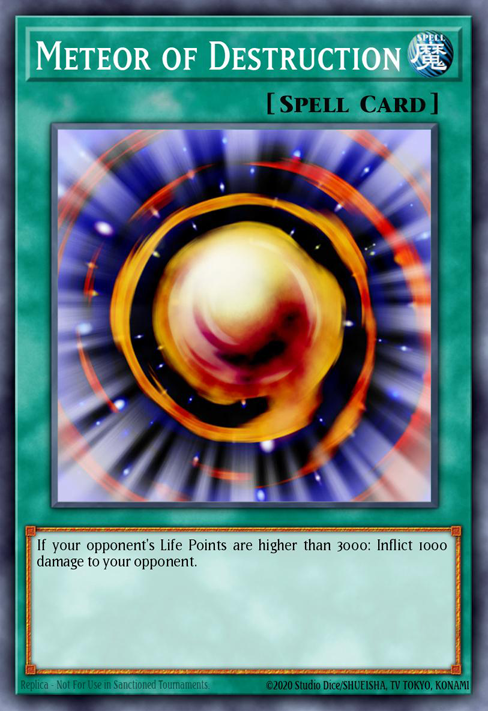 METEOR OF DESTRUCTION
SPELL
魔
[SPELL CARD]
If your opponent's Life Points are higher than 3000: Inflict 1000
damage to your opponent.
Replica - Not For Use in Sanctioned Tournaments
©2020 Studio Dice/SHUEISHA, TV TOKYO, KONAMI